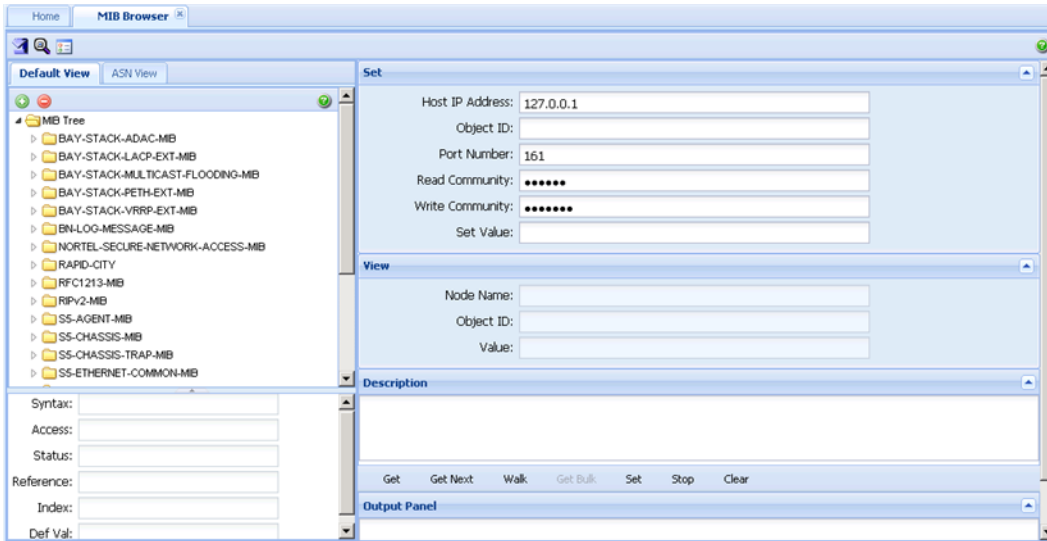 Home
MIB Browser
Default View
ASN View
MIB Tree
BAY-STACK-ADAC-MIB
BAY-STACK-LACP-EXT-MIB
BAY-STACK-MULTICAST-FLOODING-MIB
BAY-STACK-PETH-EXT-MIB
BAY-STACK-VRRP-EXT-MIB
BN-LOG-MESSAGE-MIB
NORTEL-SECURE-NETWORK-ACCESS-MIB
RAPID-CITY
RFC1213-MIB
RIPv2-MIB
S5-AGENT-MIB
S5-CHASSIS-MIB
S5-CHASSIS-TRAP-MIB
S5-ETHERNET-COMMON-MIB
Syntax:
Access:
Status:
Reference:
Index:
Def Val:
Set
Host IP Address: 127.0.0.1
Object ID:
Port Number: 161
Read Community: ••••••
Write Community: •••••••
Set Value:
View
Node Name:
Object ID:
Value:
Description
Get Get Next Walk Get Bulk Set Stop Clear
Output Panel